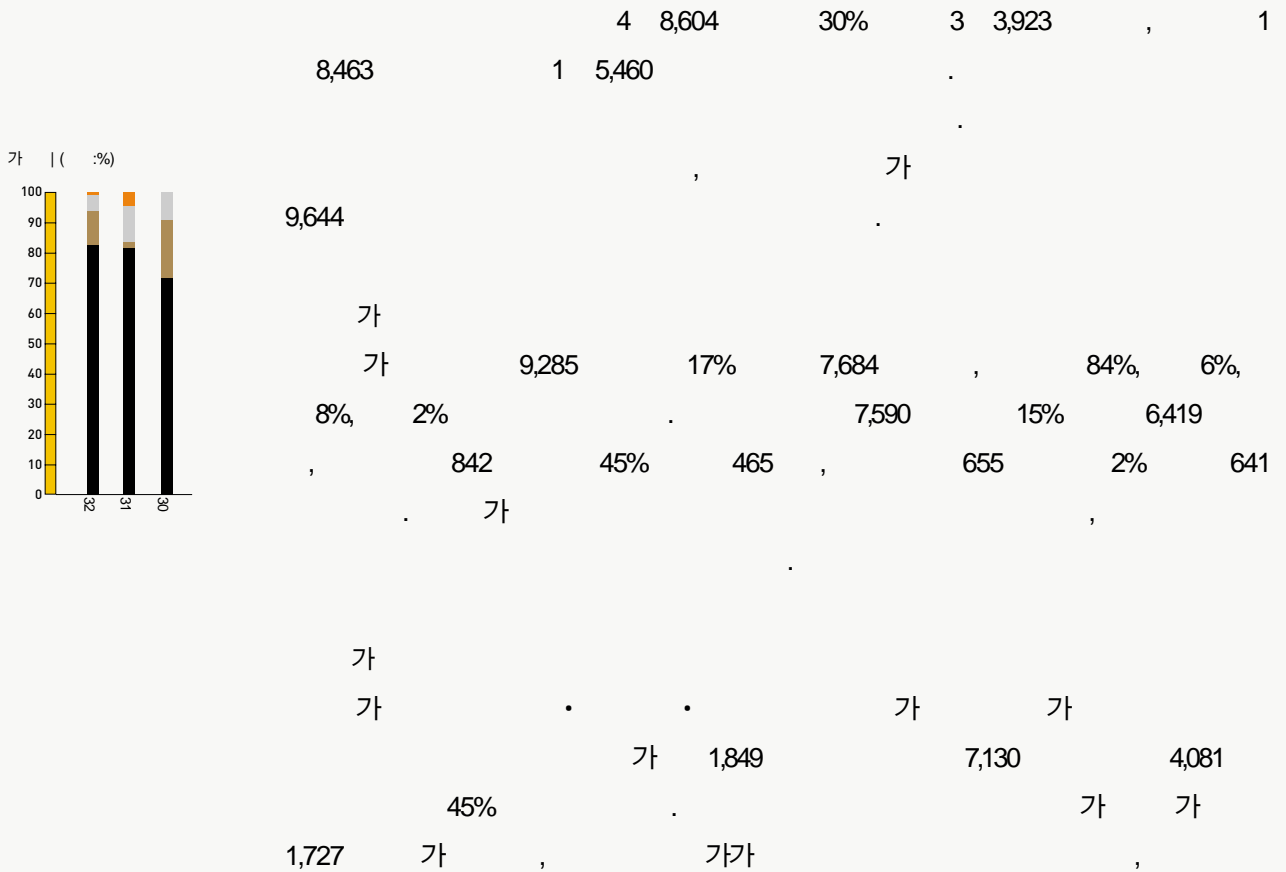 4 8,604 30% 3 3,923 , 1
8,463 1 5,460 .
.
, 가
9,644 .
가 | ( :%)
100
90
80
70
60
50
40
30
20
10
0
32 31 30
가
가 9,285 17% 7,684 , 84%, 6%,
8%, 2% . 7,590 15% 6,419
, 842 45% 465 , 655 2% 641
. 가 ,
.
가
가 • • 가 가
가 1,849 7,130 4,081
45% . 가 가
1,727 가 , 가가 ,